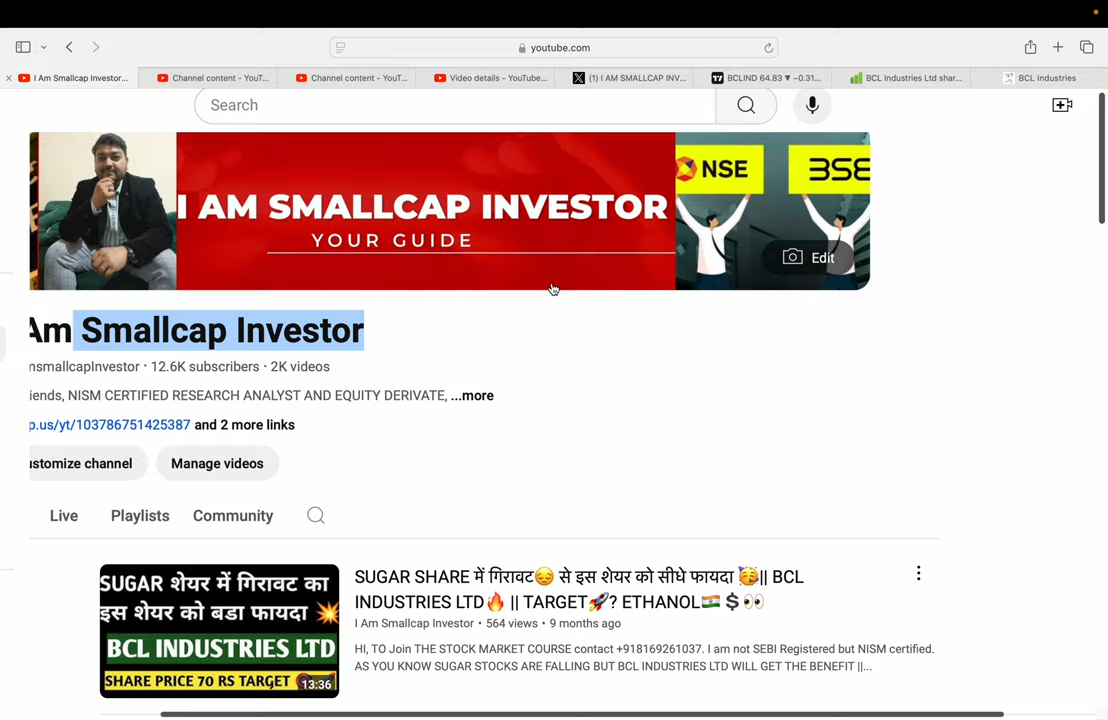 youtube.com
I Am Smallcap Investor...
Channel content - YouT...
Channel content - YouT...
Video details - YouTube...
(1) I AM SMALLCAP INV...
BCLIND 64.83 ▼ −0.31...
BCL Industries Ltd shar...
BCL Industries
Search
I AM SMALLCAP INVESTOR
YOUR GUIDE
NSE
BSE
Edit
Am Smallcap Investor
msmallcapInvestor · 12.6K subscribers · 2K videos
iends, NISM CERTIFIED RESEARCH ANALYST AND EQUITY DERIVATE, ...more
p.us/yt/103786751425387 and 2 more links
ustomize channel
Manage videos
Live
Playlists
Community
SUGAR शेयर में गिरावट का
इस शेयर को बडा फायदा 💥
BCL INDUSTRIES LTD
SHARE PRICE 70 RS TARGET
13:36
SUGAR SHARE में गिरावट😔 से इस शेयर को सीधे फायदा 🥳|| BCL
INDUSTRIES LTD🔥 || TARGET🚀? ETHANOL🇮🇳 $👀
I Am Smallcap Investor • 564 views • 9 months ago
HI, TO Join THE STOCK MARKET COURSE contact +918169261037. I am not SEBI Registered but NISM certified.
AS YOU KNOW SUGAR STOCKS ARE FALLING BUT BCL INDUSTRIES LTD WILL GET THE BENEFIT ||...